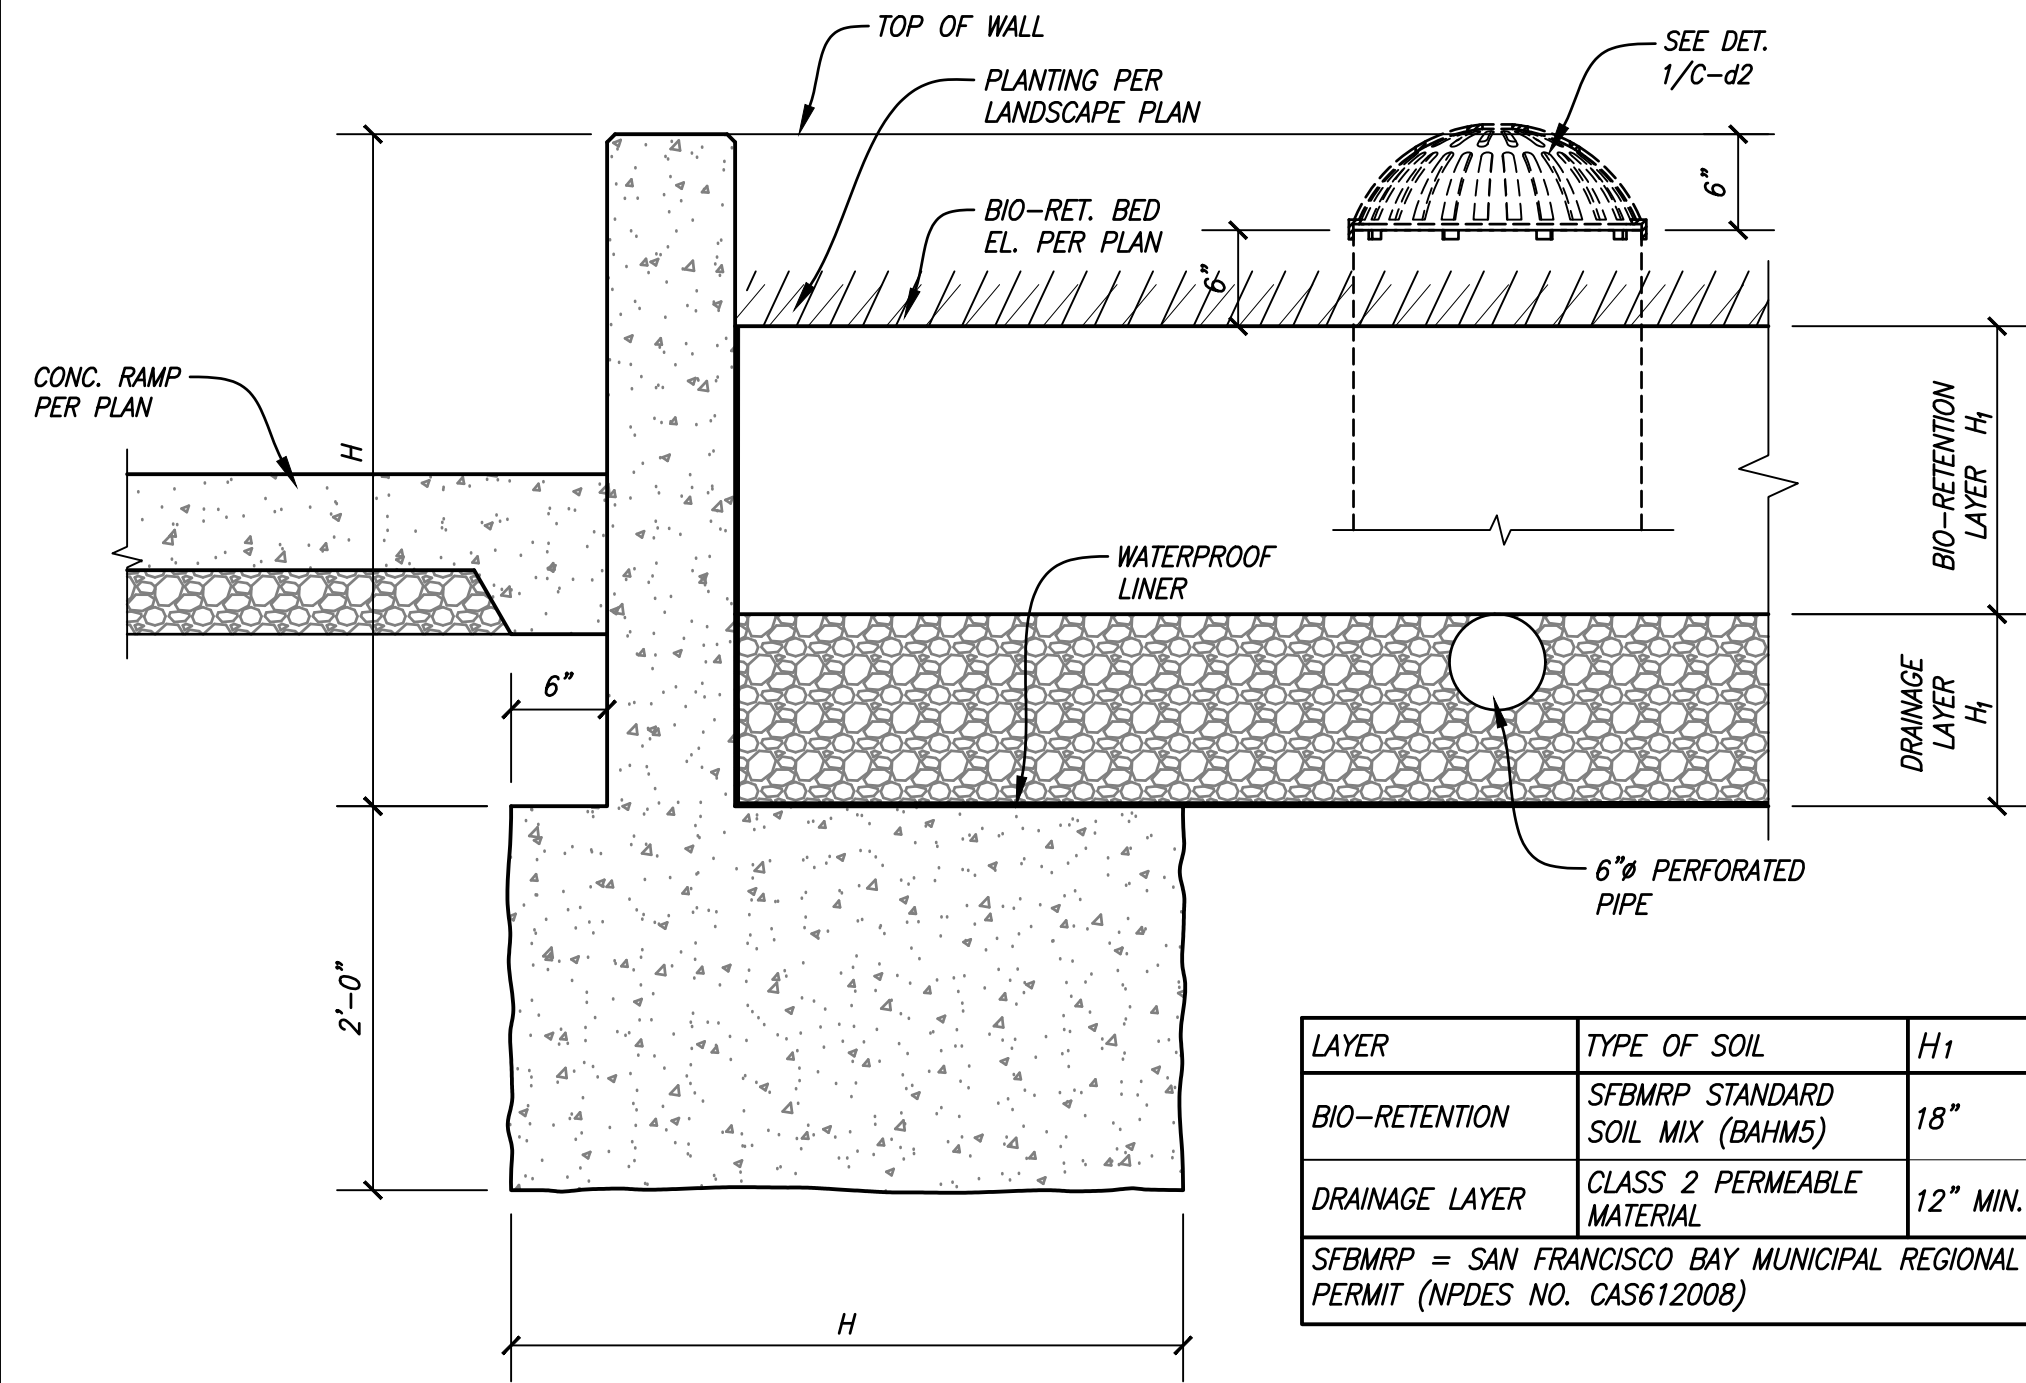 TOP OF WALL
SEE DET.
1/C-d2
PLANTING PER
LANDSCAPE PLAN
6"
BIO-RET. BED
EL. PER PLAN
6"
CONC. RAMP
PER PLAN
H
BIO-RETENTION
LAYER H1
WATERPROOF
LINER
6"
DRAINAGE
LAYER
H1
6"ø PERFORATED
PIPE
2'-0"
H
LAYER TYPE OF SOIL H1
BIO-RETENTION SFBMRP STANDARD
SOIL MIX (BAHM5) 18"
DRAINAGE LAYER CLASS 2 PERMEABLE
MATERIAL 12" MIN.
SFBMRP = SAN FRANCISCO BAY MUNICIPAL REGIONAL
PERMIT (NPDES NO. CAS612008)